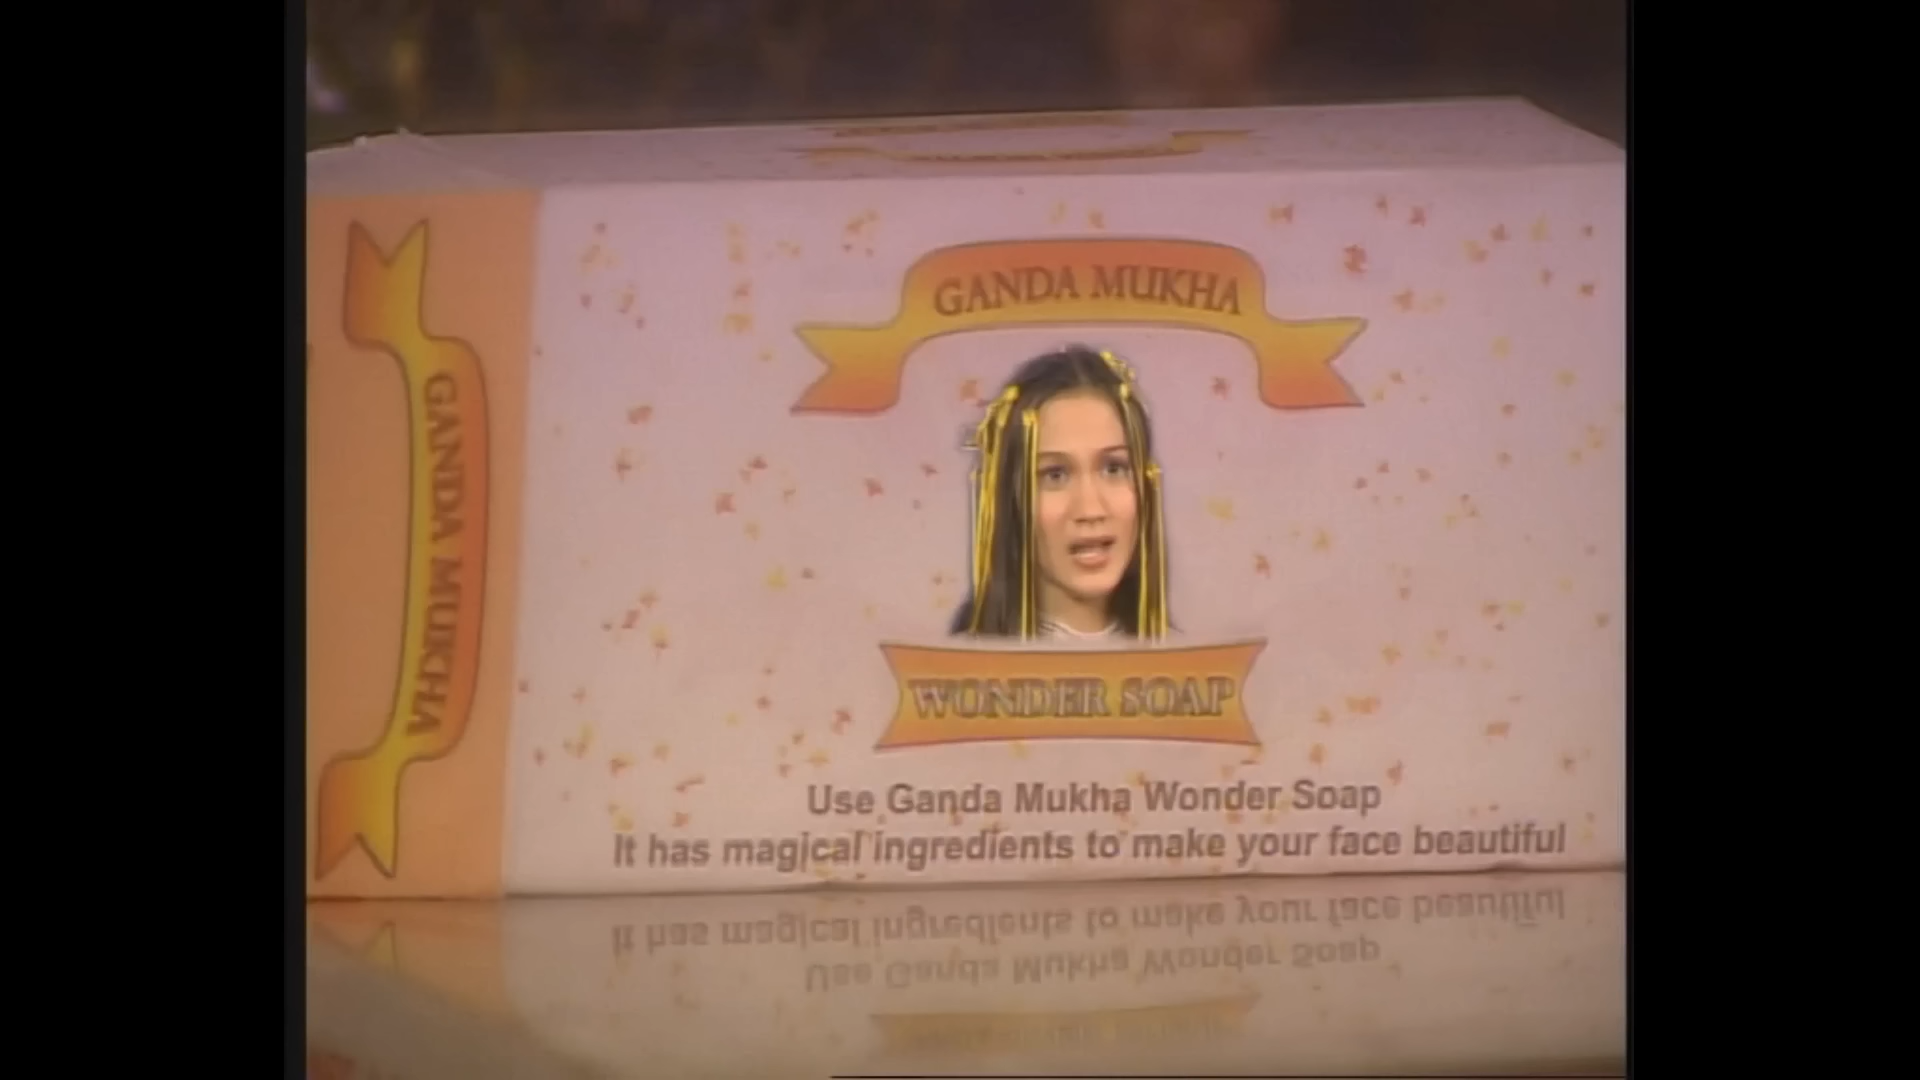 GANDA MUKHA
GANDA MUKHA
WONDER SOAP
Use Ganda Mukha Wonder Soap
It has magical ingredients to make your face beautiful